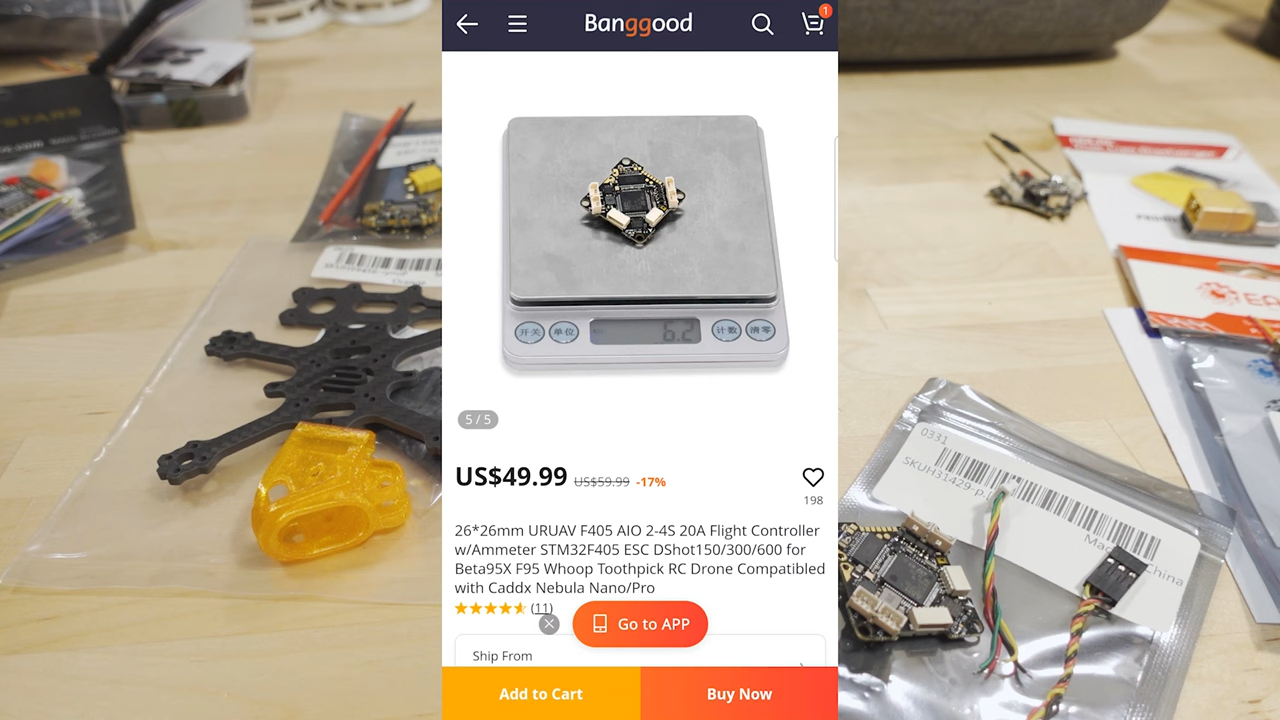 Banggood
1
开关
单位
6.2
计数
清零
5 / 5
US$49.99 US$59.99 -17%
198
26*26mm URUAV F405 AIO 2-4S 20A Flight Controller
w/Ammeter STM32F405 ESC DShot150/300/600 for
Beta95X F95 Whoop Toothpick RC Drone Compatibled
with Caddx Nebula Nano/Pro
(11)
Go to APP
Ship From
Add to Cart
Buy Now
0331
SKUH31429-P
China